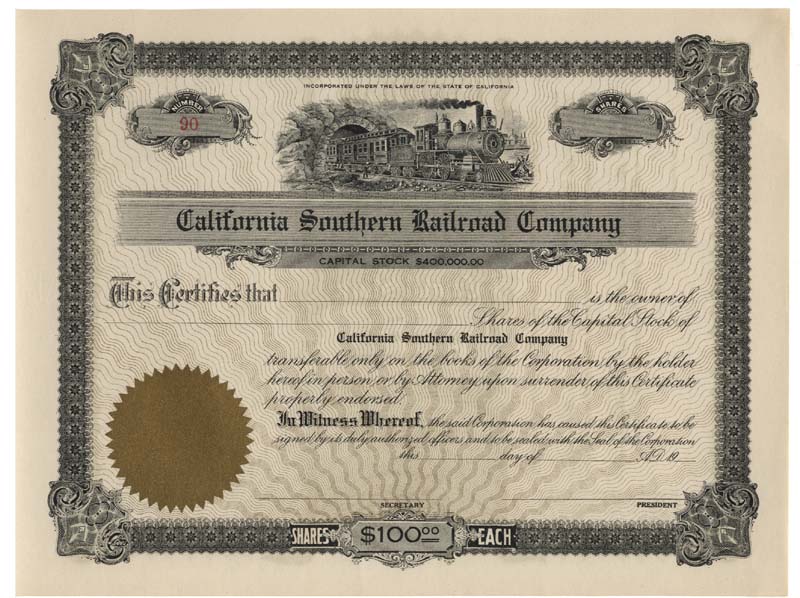 INCORPORATED UNDER THE LAWS OF THE STATE OF CALIFORNIA
NUMBER
90
SHARES
California Southern Railroad Company
CAPITAL STOCK $400,000.00
This Certifies that is the owner of
Shares of the Capital Stock of
California Southern Railroad Company
transferable only on the books of the Corporation by the holder
hereof in person, or by Attorney upon surrender of this Certificate
properly endorsed.
In Witness Whereof, the said Corporation has caused this Certificate to be
signed by its duly authorized officers and to be sealed with the Seal of the Corporation
this day of A.D. 19
SECRETARY PRESIDENT
SHARES $100.00 EACH